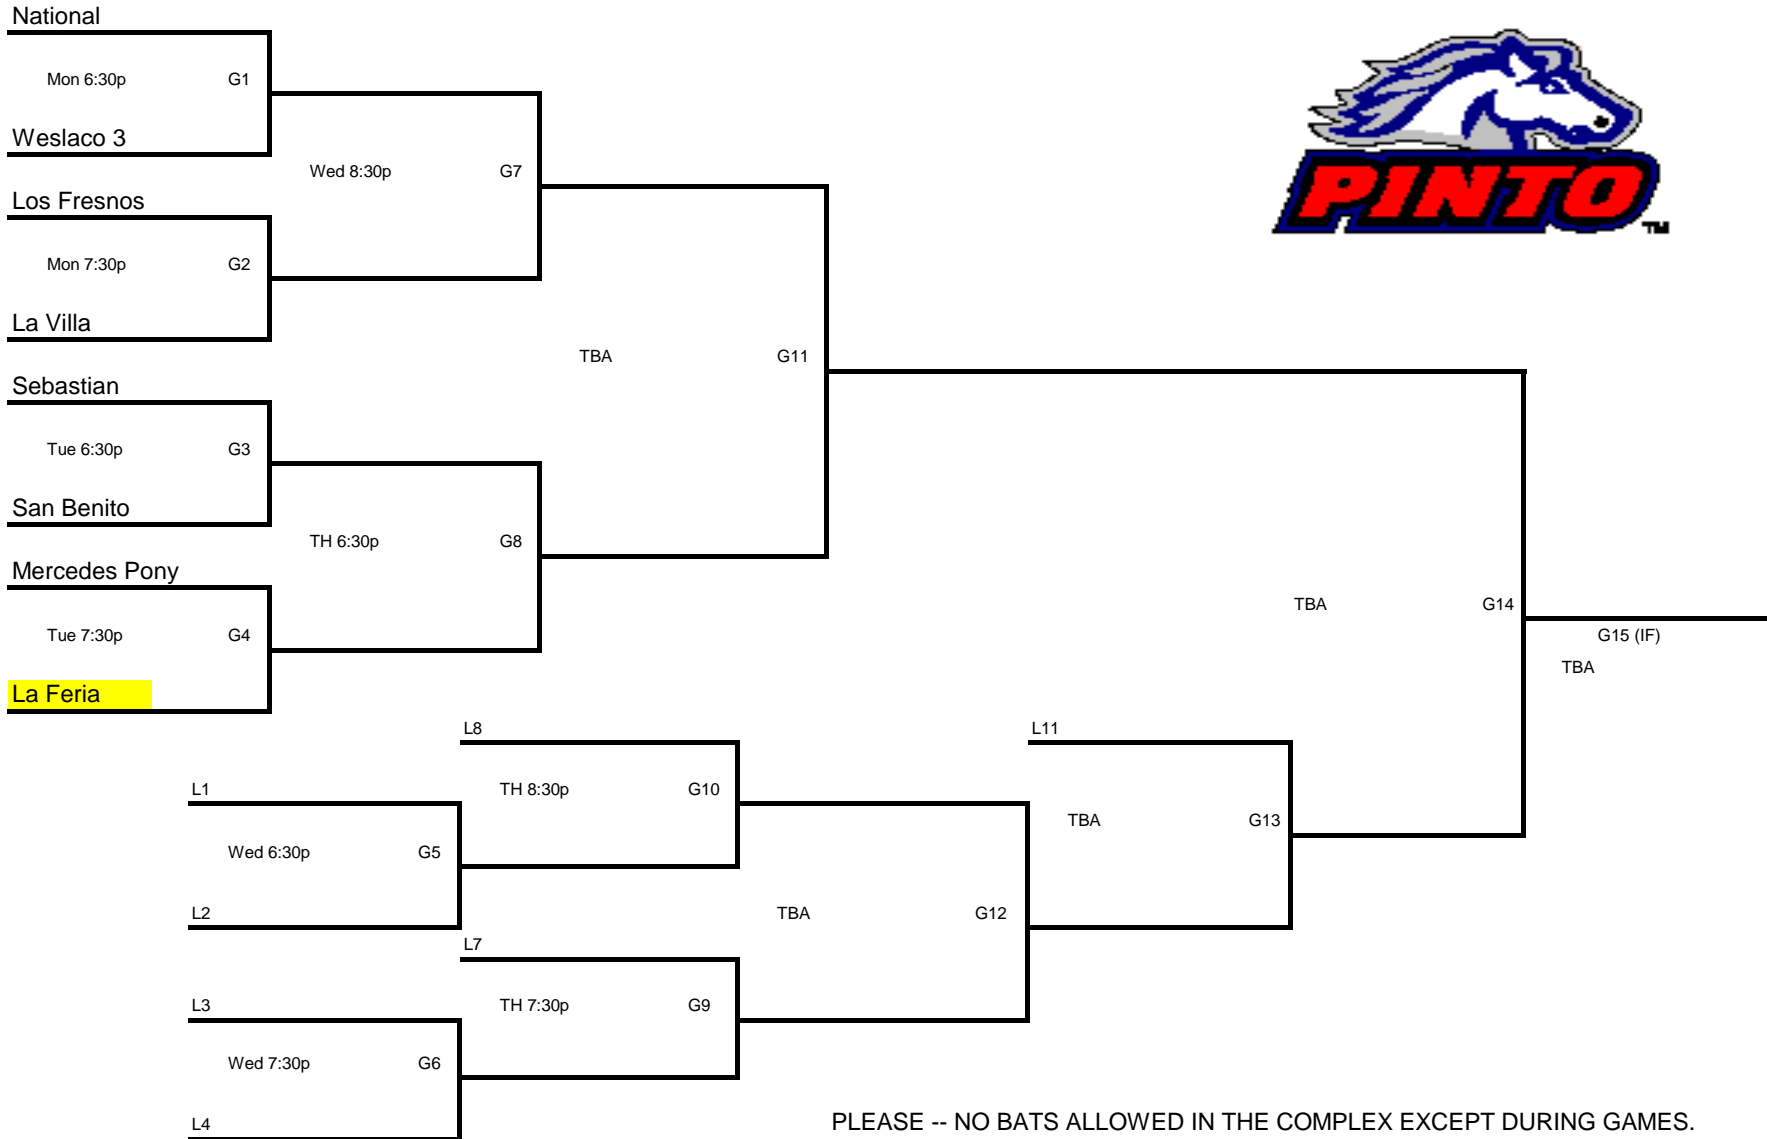 National
Mon 6:30p G1
Weslaco 3
Wed 8:30p G7
Los Fresnos
Mon 7:30p G2
La Villa
TBA G11
Sebastian
Tue 6:30p G3
San Benito
TH 6:30p G8
Mercedes Pony
Tue 7:30p G4
La Feria
PINTO
TM
TBA G14
G15 (IF)
TBA
L8
L11
L1
TH 8:30p G10
TBA G13
Wed 6:30p G5
L2
TBA G12
L7
L3
TH 7:30p G9
Wed 7:30p G6
L4
PLEASE -- NO BATS ALLOWED IN THE COMPLEX EXCEPT DURING GAMES.